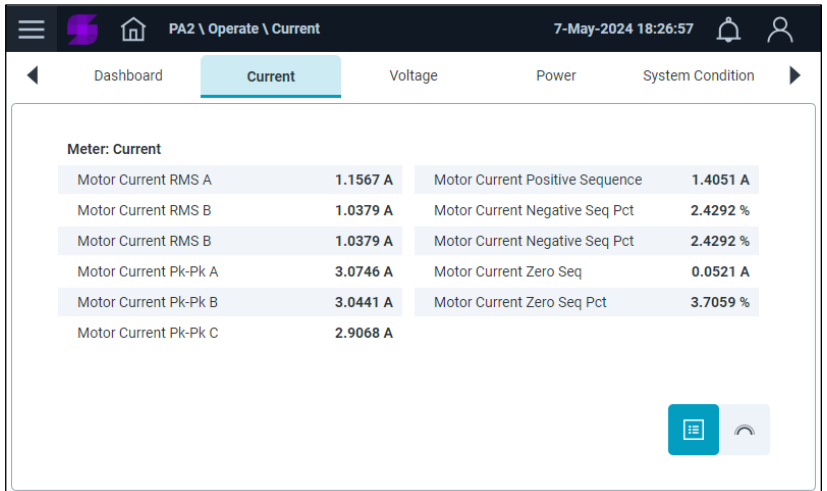 PA2 \ Operate \ Current
7-May-2024 18:26:57
Dashboard
Current
Voltage
Power
System Condition
Meter: Current
Motor Current RMS A 1.1567 A
Motor Current RMS B 1.0379 A
Motor Current RMS B 1.0379 A
Motor Current Pk-Pk A 3.0746 A
Motor Current Pk-Pk B 3.0441 A
Motor Current Pk-Pk C 2.9068 A
Motor Current Positive Sequence 1.4051 A
Motor Current Negative Seq Pct 2.4292 %
Motor Current Negative Seq Pct 2.4292 %
Motor Current Zero Seq 0.0521 A
Motor Current Zero Seq Pct 3.7059 %